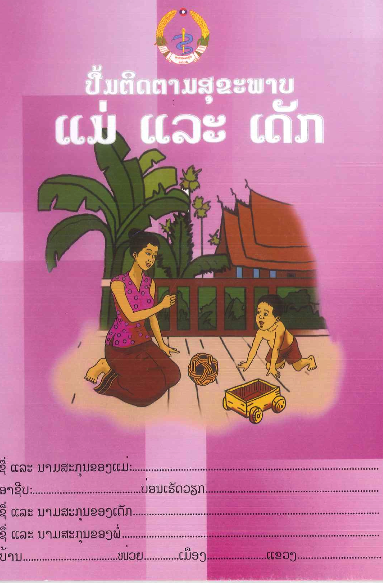 ປຶ້ມຕິດຕາມສຸຂະພາບ
ແມ່ ແລະ ເດັກ
ແລະ ນາມສະກຸນຂອງແມ່:
ອາຊີບ: ບ່ອນເຮັດວຽກ
ແລະ ນາມສະກຸນຂອງເດັກ
ແລະ ນາມສະກຸນຂອງພໍ່
ບ້ານ ໜ່ວຍ ເມືອງ ແຂວງ